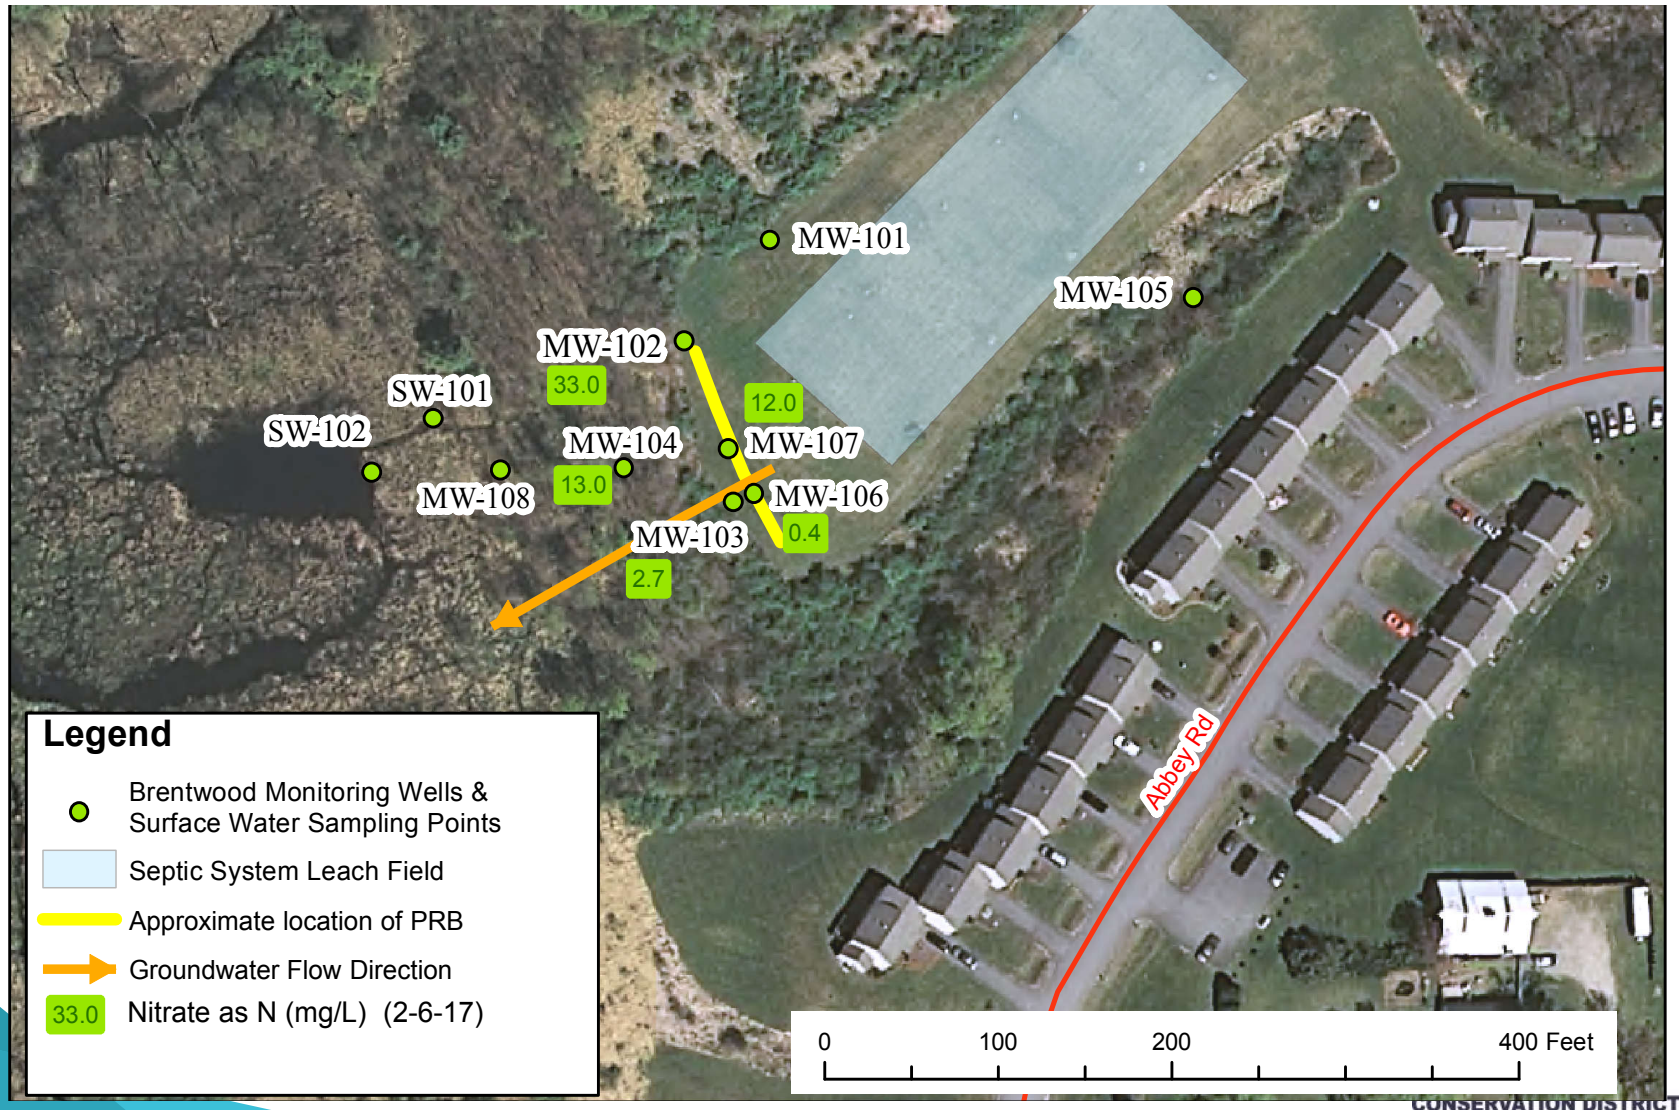 MW-101
MW-105
MW-102
33.0
12.0
SW-101
SW-102
MW-104
MW-107
MW-108
13.0
MW-106
MW-103
0.4
2.7
Abbey Rd
Legend
Brentwood Monitoring Wells &
Surface Water Sampling Points
Septic System Leach Field
Approximate location of PRB
Groundwater Flow Direction
33.0 Nitrate as N (mg/L) (2-6-17)
0 100 200 400 Feet
CONSERVATION DISTRICT